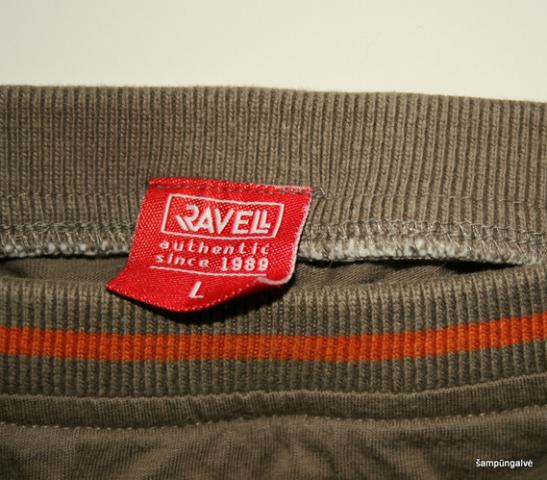 RAVELL
authentic
since 1989
L
šampūngalvė